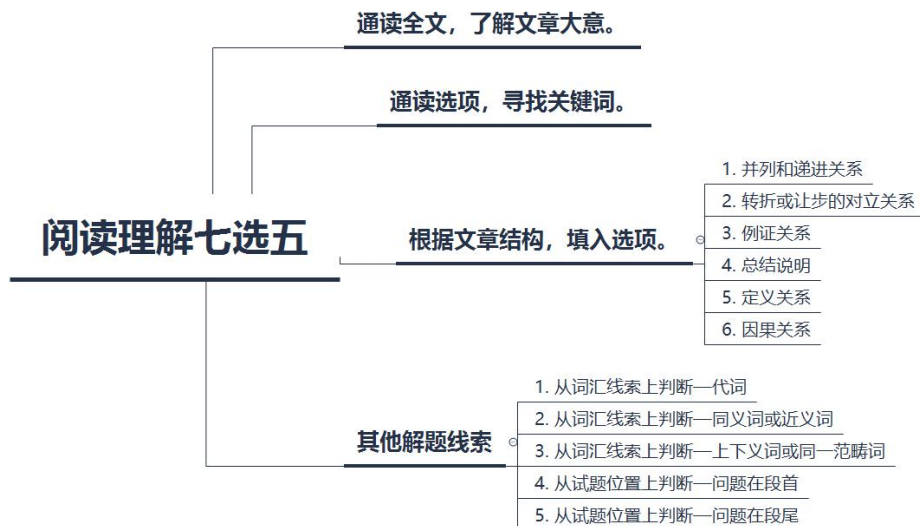 通读全文，了解文章大意。
通读选项，寻找关键词。
阅读理解七选五
根据文章结构，填入选项。
1. 并列和递进关系
2. 转折或让步的对立关系
3. 例证关系
4. 总结说明
5. 定义关系
6. 因果关系
其他解题线索
1. 从词汇线索上判断—代词
2. 从词汇线索上判断—同义词或近义词
3. 从词汇线索上判断—上下义词或同一范畴词
4. 从试题位置上判断—问题在段首
5. 从试题位置上判断—问题在段尾